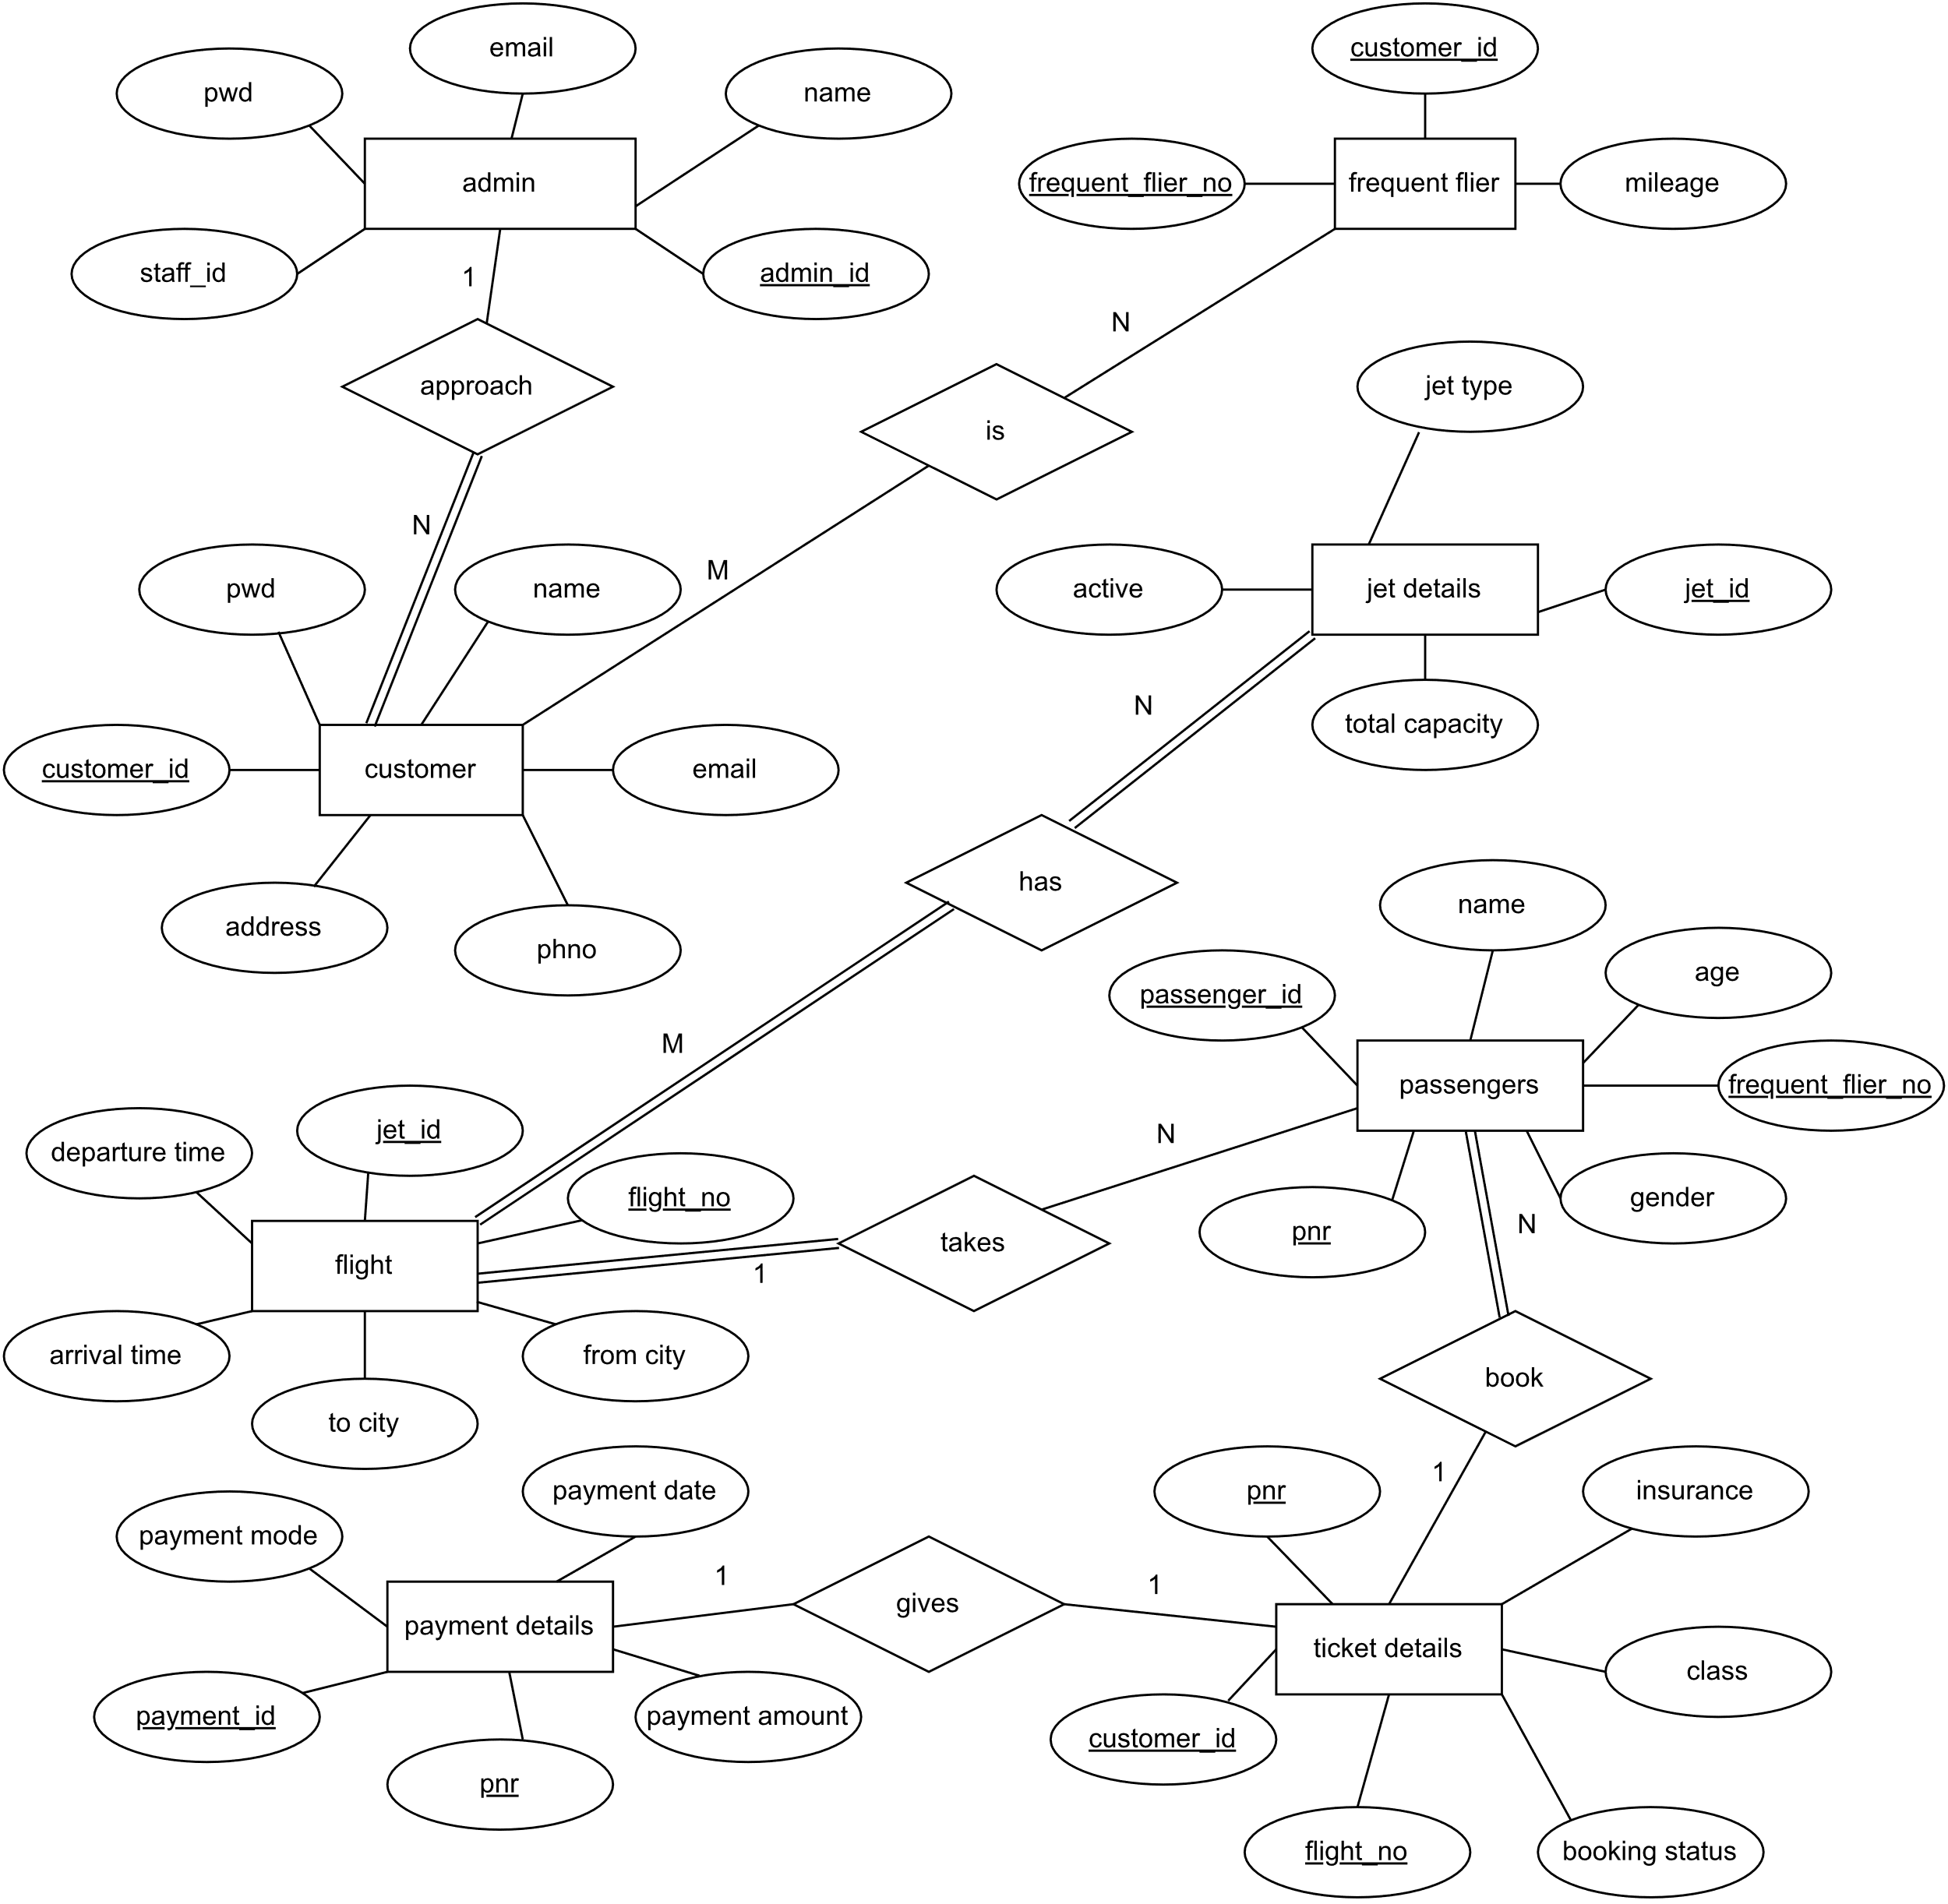 email
customer_id
pwd
name
admin
frequent_flier_no
frequent flier
mileage
staff_id
admin_id
1
N
approach
jet type
is
N
M
pwd
name
active
jet details
jet_id
N
total capacity
customer_id
customer
email
has
name
address
phno
age
passenger_id
M
passengers
frequent_flier_no
jet_id
N
departure time
flight_no
gender
pnr
N
takes
flight
1
arrival time
from city
book
to city
1
payment date
pnr
insurance
payment mode
1
1
gives
payment details
ticket details
class
payment_id
payment amount
customer_id
pnr
flight_no
booking status